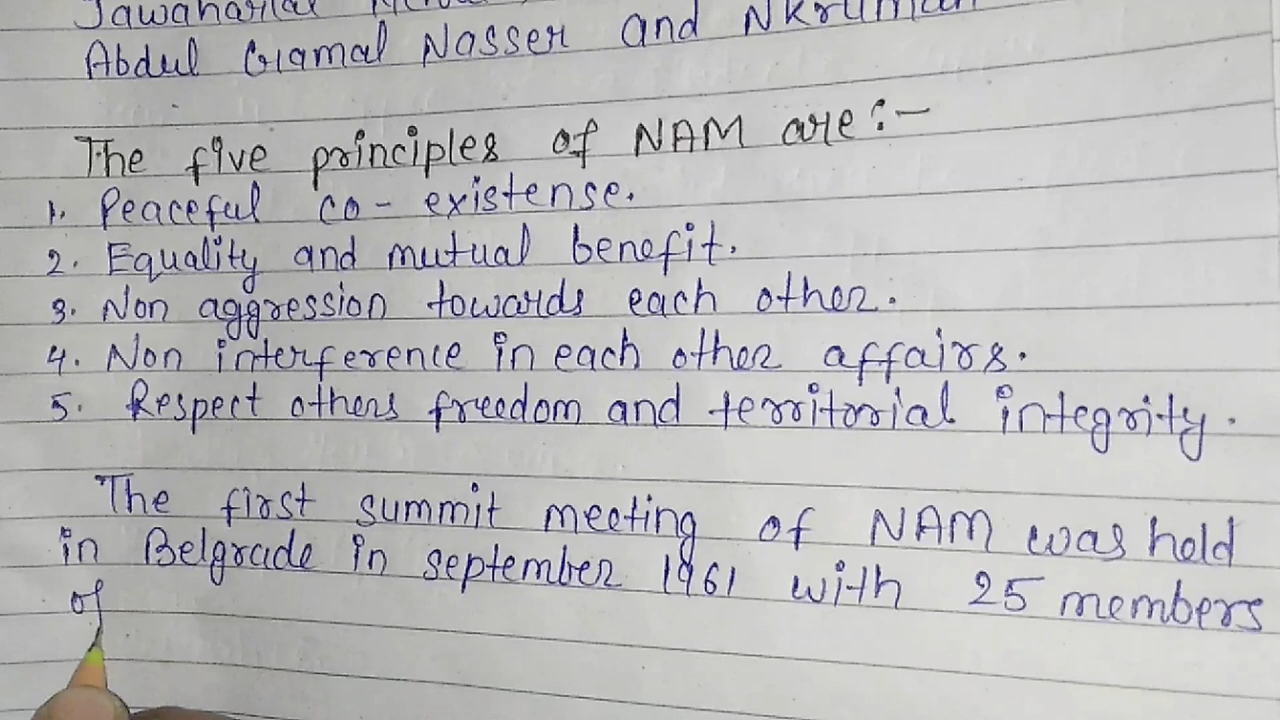 Jawaharlal
Abdul Gamal Nasser and Nkrumah
The five principles of NAM are:-
1. Peaceful co-existense.
2. Equality and mutual benefit.
3. Non aggression towards each other.
4. Non interference in each other affairs.
5. Respect others freedom and territorial integrity.
The first summit meeting of NAM was held
in Belgrade in september 1961 with 25 members
of